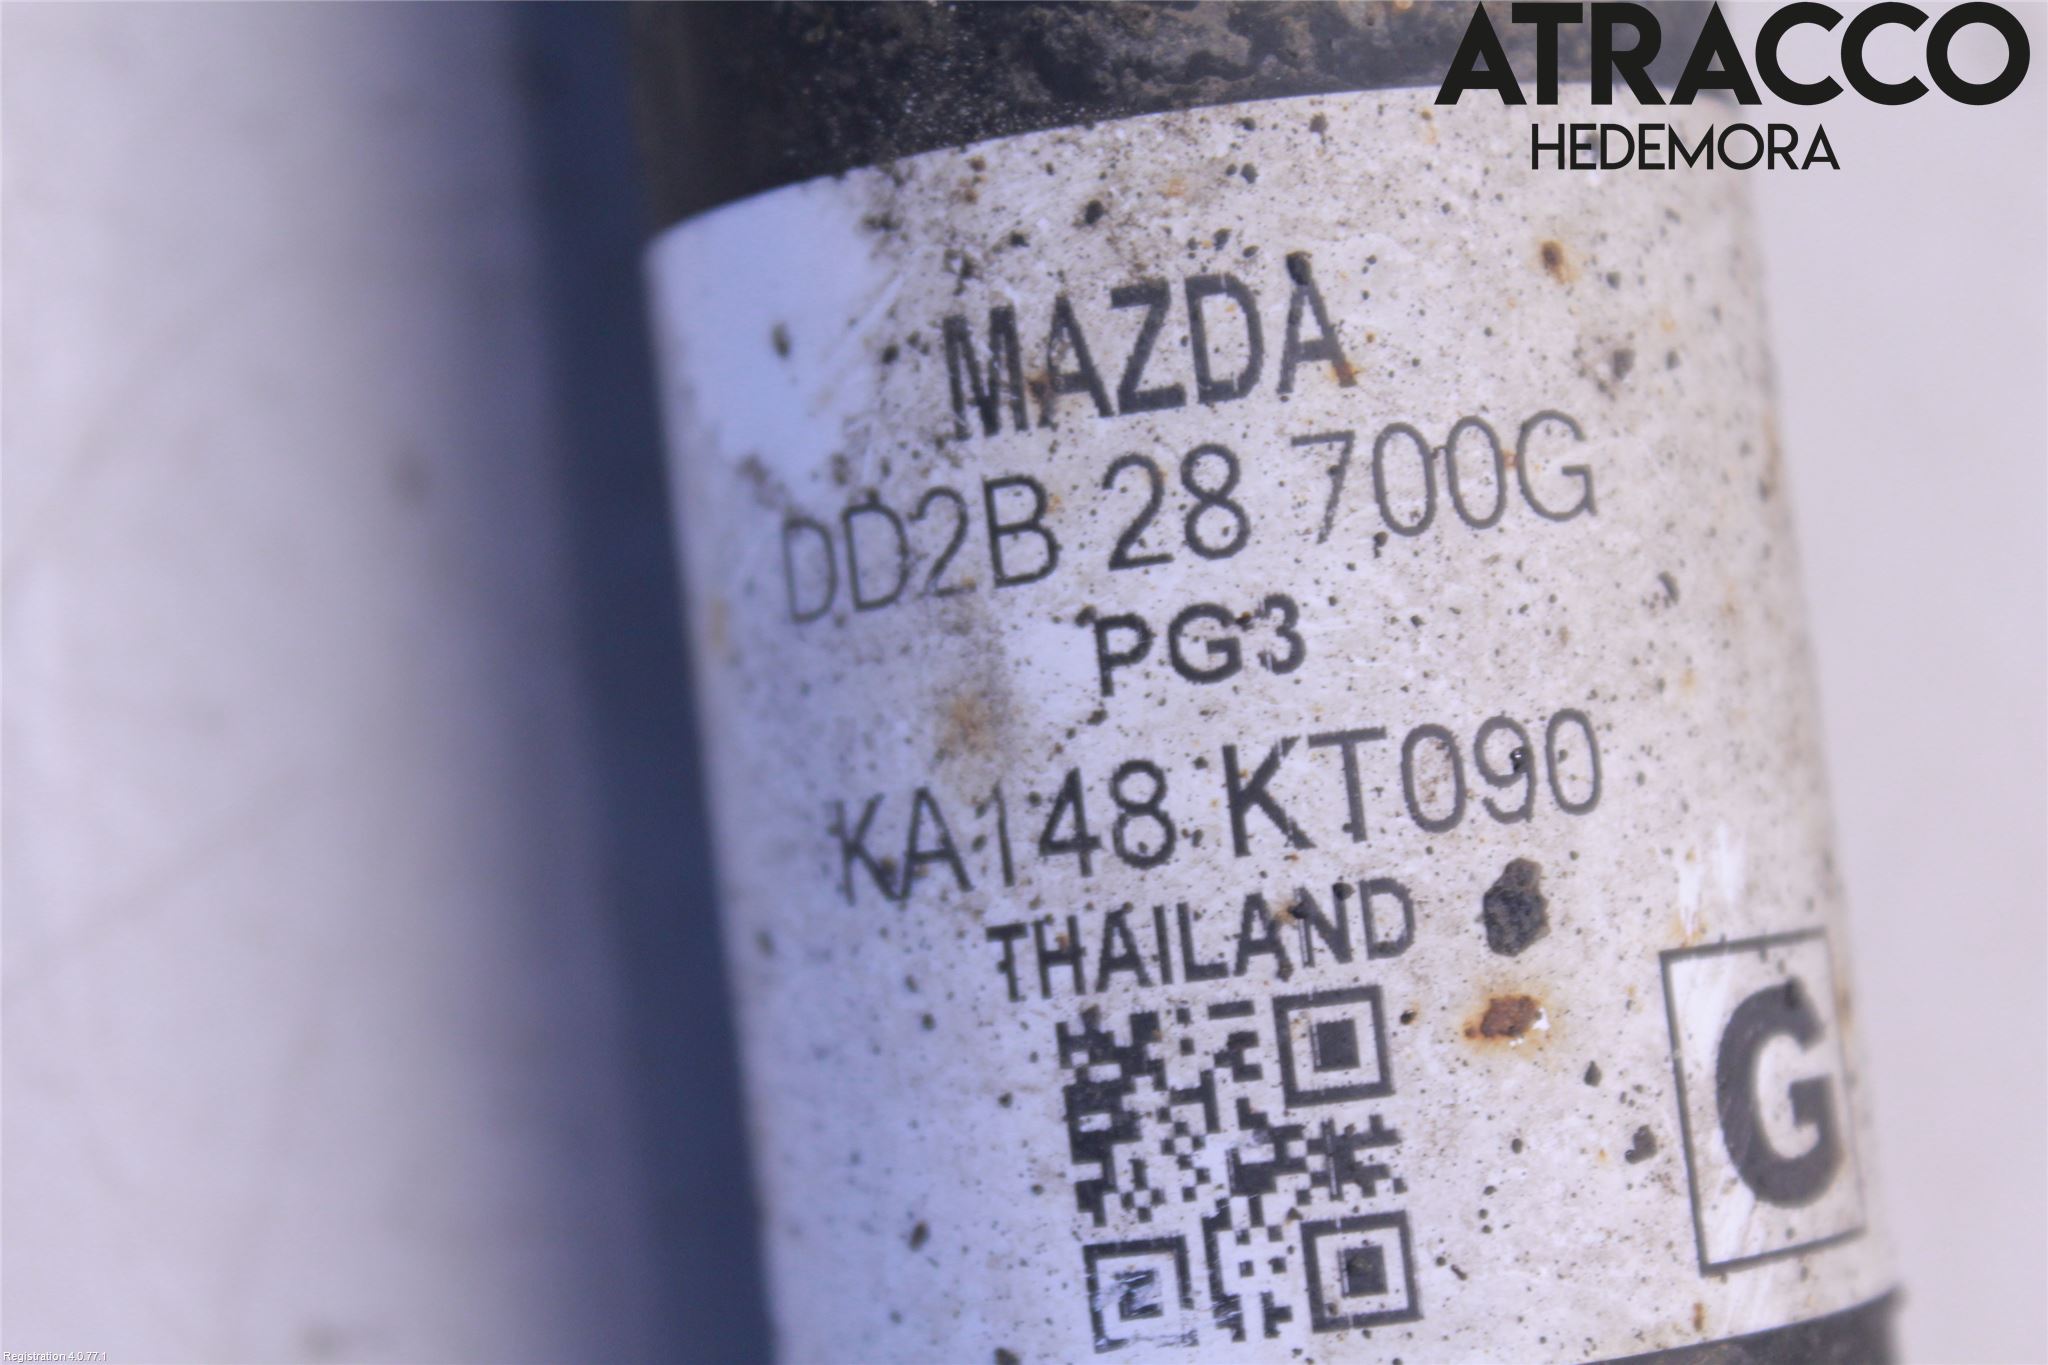 ATRACCO
HEDEMORA
MAZDA
DD2B 28 700G
PG3
KA148 KT090
THAILAND
G
Registration 4.0.77.1